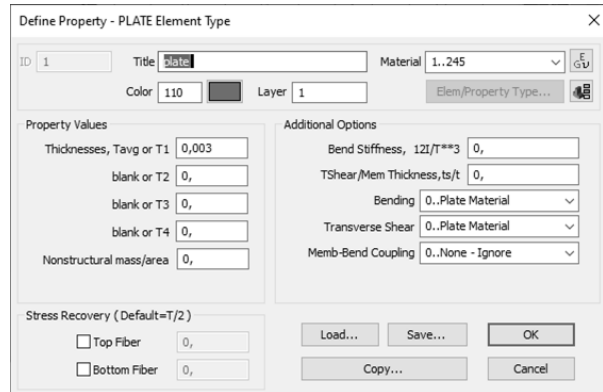 Define Property - PLATE Element Type
ID 1 Title plate Material 1..245
Color 110 Layer 1 Elem/Property Type...
Property Values
Thicknesses, Tavg or T1 0,003
blank or T2 0,
blank or T3 0,
blank or T4 0,
Nonstructural mass/area 0,
Additional Options
Bend Stiffness, 12I/T**3 0,
TShear/Mem Thickness,ts/t 0,
Bending 0..Plate Material
Transverse Shear 0..Plate Material
Memb-Bend Coupling 0..None - Ignore
Stress Recovery ( Default=T/2 )
Top Fiber 0,
Bottom Fiber 0,
Load... Save... OK
Copy... Cancel